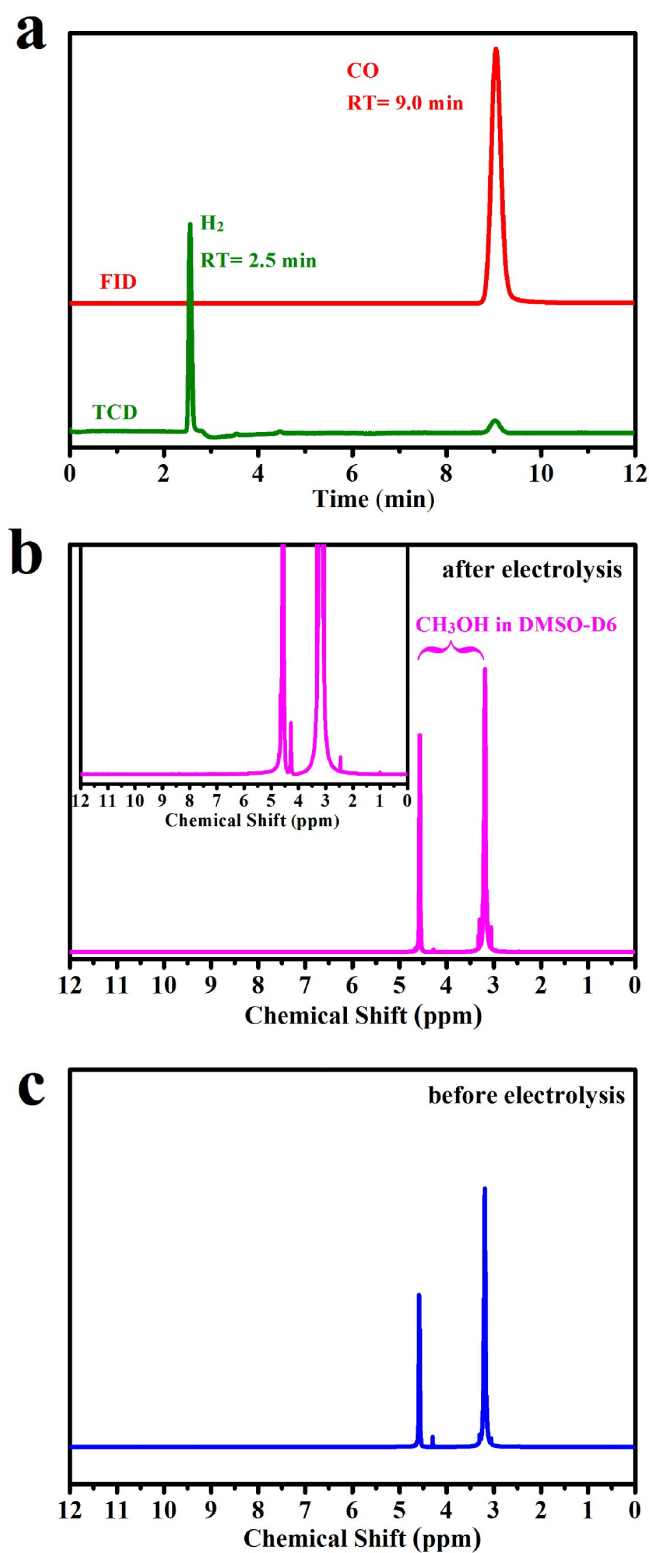 a
CO
RT= 9.0 min
H₂
RT= 2.5 min
FID
TCD
0 2 4 6 8 10 12
Time (min)
b
after electrolysis
CH₃OH in DMSO-D6
12 11 10 9 8 7 6 5 4 3 2 1 0
Chemical Shift (ppm)
12 11 10 9 8 7 6 5 4 3 2 1 0
Chemical Shift (ppm)
c
before electrolysis
12 11 10 9 8 7 6 5 4 3 2 1 0
Chemical Shift (ppm)